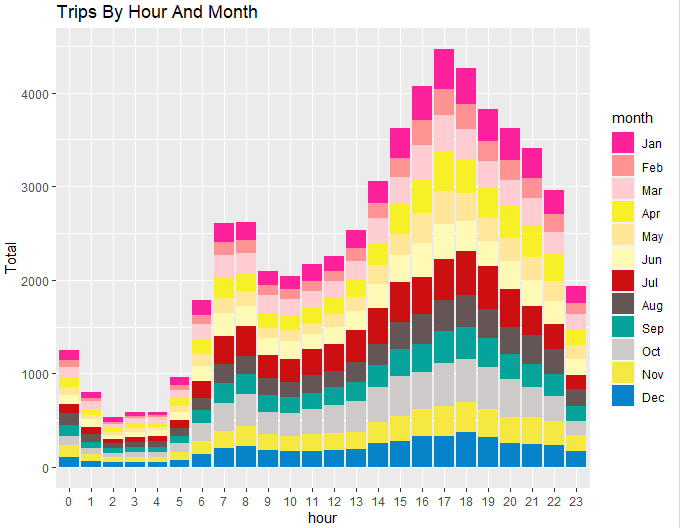 Trips By Hour And Month
Total
4000
3000
2000
1000
0
0 1 2 3 4 5 6 7 8 9 10 11 12 13 14 15 16 17 18 19 20 21 22 23
hour
month
Jan
Feb
Mar
Apr
May
Jun
Jul
Aug
Sep
Oct
Nov
Dec